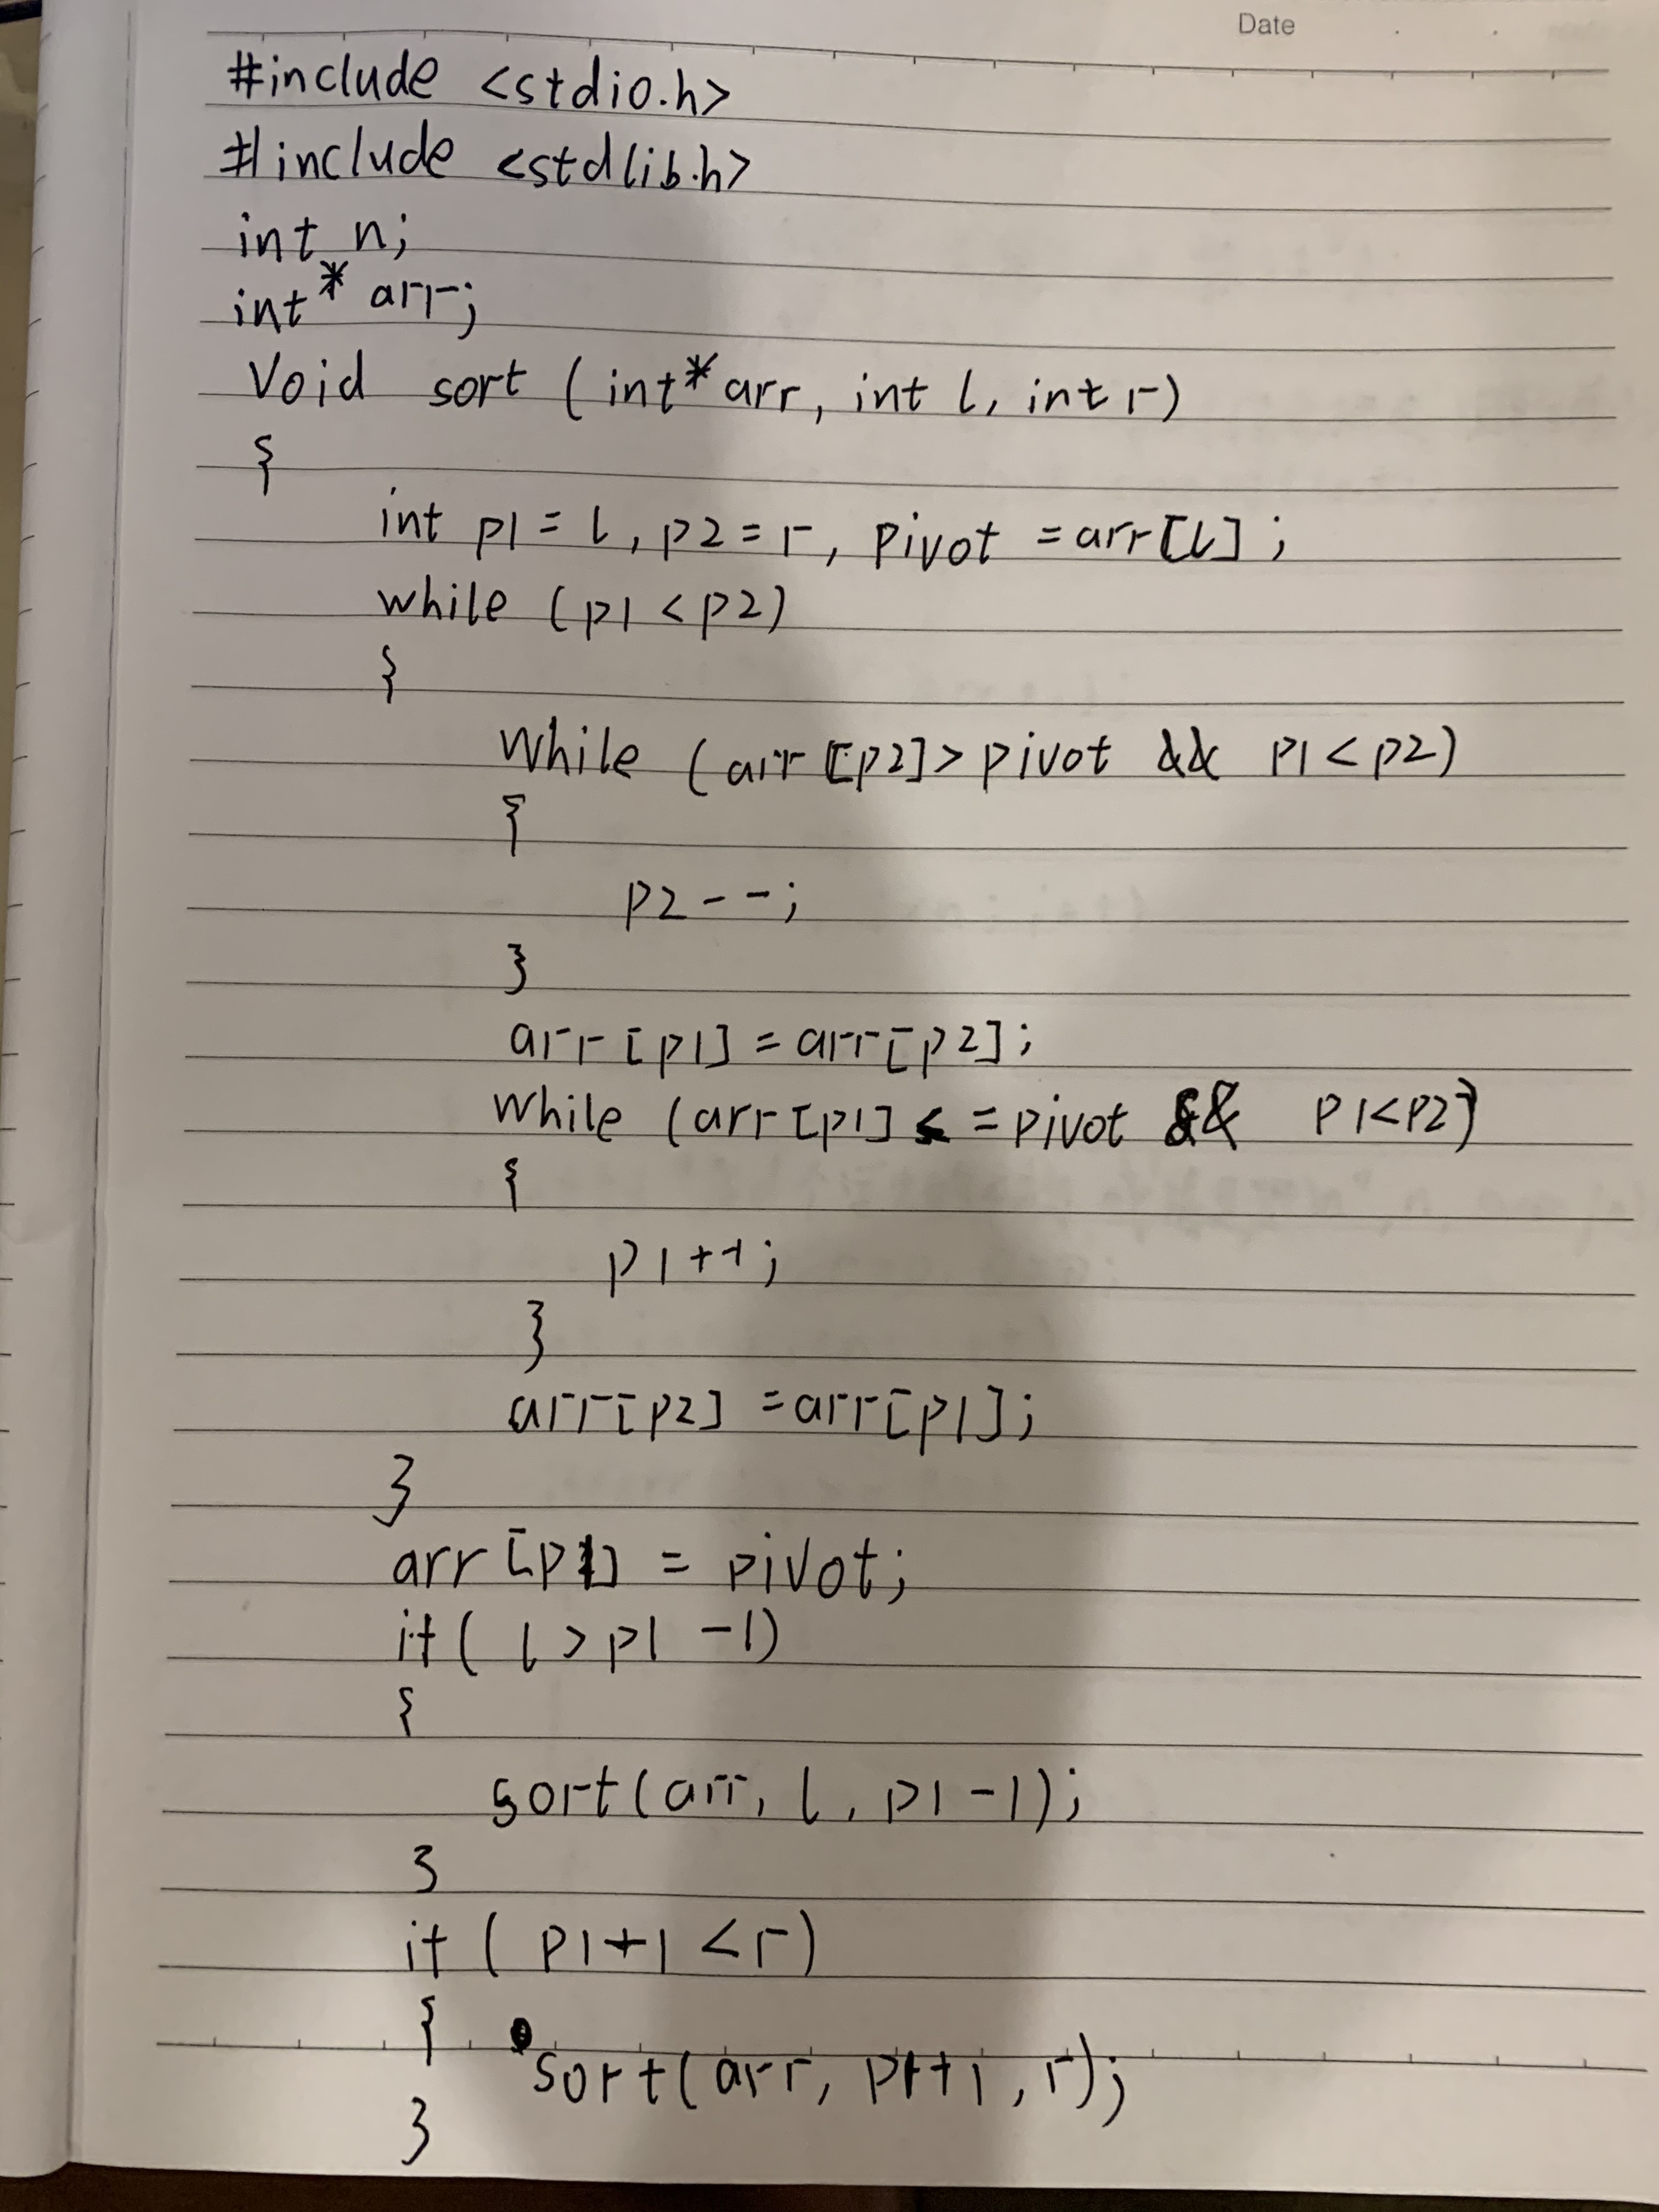 Date
#include <stdio.h>
#include <stdlib.h>
int n;
int* arr;
void sort (int* arr, int l, int r)
{
int p1 = l, p2 = r, pivot = arr[l];
while (p1 < p2)
{
while (arr[p2] > pivot && p1 < p2)
{
p2--;
}
arr[p1] = arr[p2];
while (arr[p1] <= pivot && p1<p2)
{
p1++;
}
arr[p2] = arr[p1];
}
arr[p1] = pivot;
if( l > p1 -1)
{
sort(arr, l, p1-1);
}
if ( p1+1 < r)
{
sort(arr, p1+1, r);
}